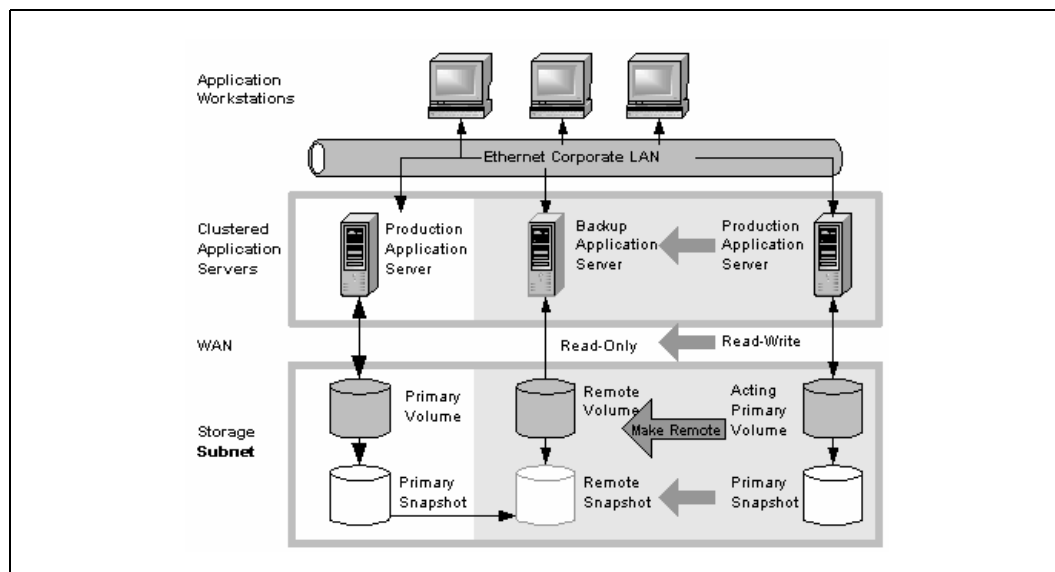 Application
Workstations
Ethernet Corporate LAN
Clustered
Application
Servers
Production
Application
Server
Backup
Application
Server
Production
Application
Server
WAN
Read-Only
Read-Write
Storage
Subnet
Primary
Volume
Remote
Volume
Make Remote
Acting
Primary
Volume
Primary
Snapshot
Remote
Snapshot
Primary
Snapshot